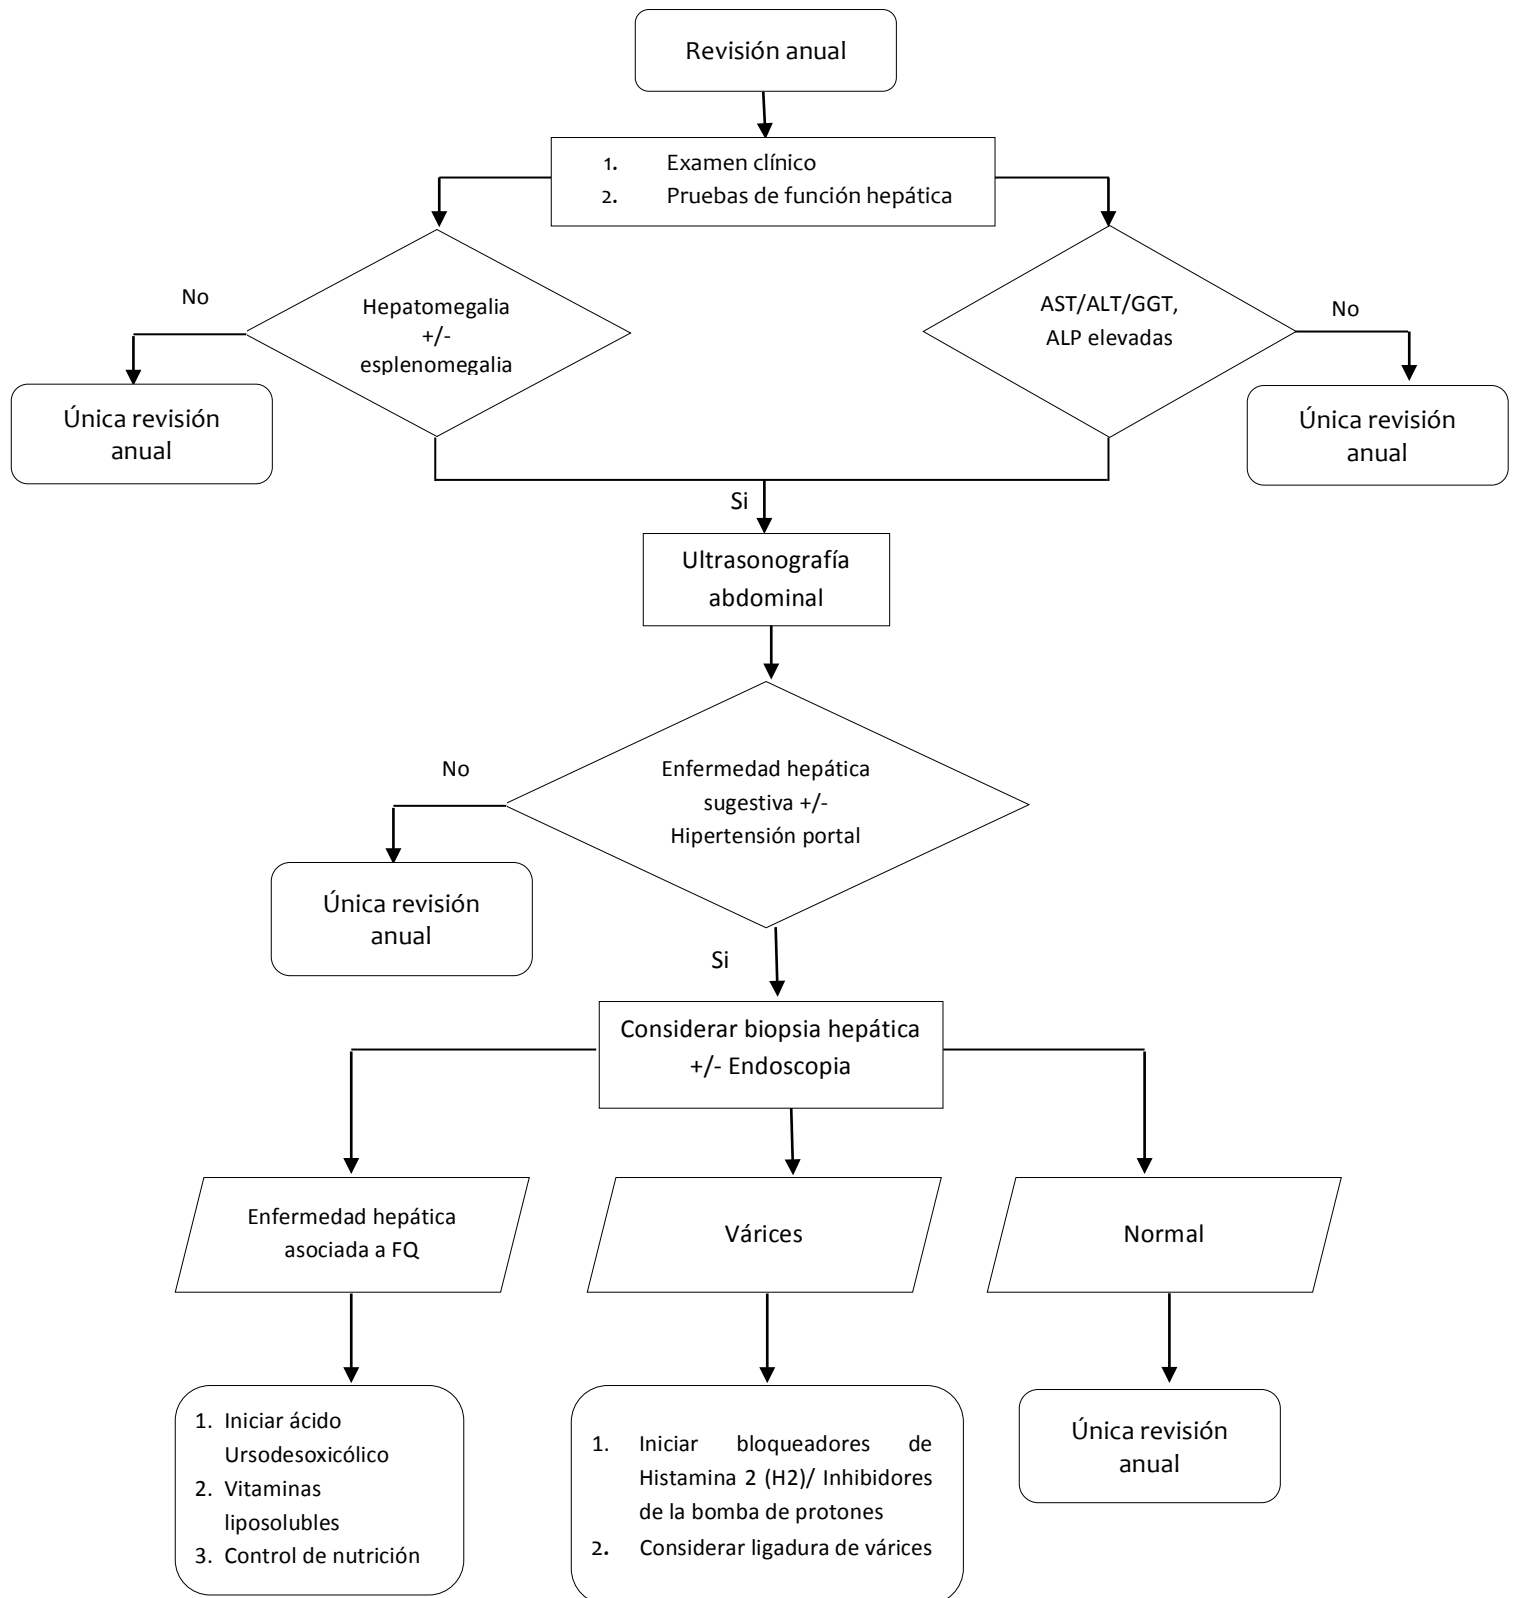 Revisión anual
1. Examen clínico
2. Pruebas de función hepática
No
Hepatomegalia
+/-
esplenomegalia
AST/ALT/GGT,
ALP elevadas
No
Única revisión
anual
Única revisión
anual
Si
Ultrasonografía
abdominal
No
Enfermedad hepática
sugestiva +/-
Hipertensión portal
Única revisión
anual
Si
Considerar biopsia hepática
+/- Endoscopia
Enfermedad hepática
asociada a FQ
Várices
Normal
1. Iniciar ácido
Ursodesoxicólico
2. Vitaminas
liposolubles
3. Control de nutrición
1. Iniciar bloqueadores de
Histamina 2 (H2)/ Inhibidores
de la bomba de protones
2. Considerar ligadura de várices
Única revisión
anual